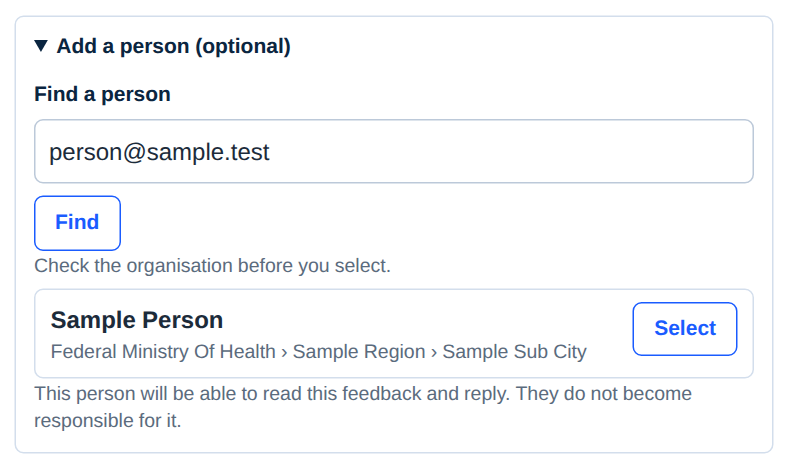 ▼ Add a person (optional)
Find a person
person@sample.test
Find
Check the organisation before you select.
Sample Person
Select
Federal Ministry Of Health › Sample Region › Sample Sub City
This person will be able to read this feedback and reply. They do not become
responsible for it.